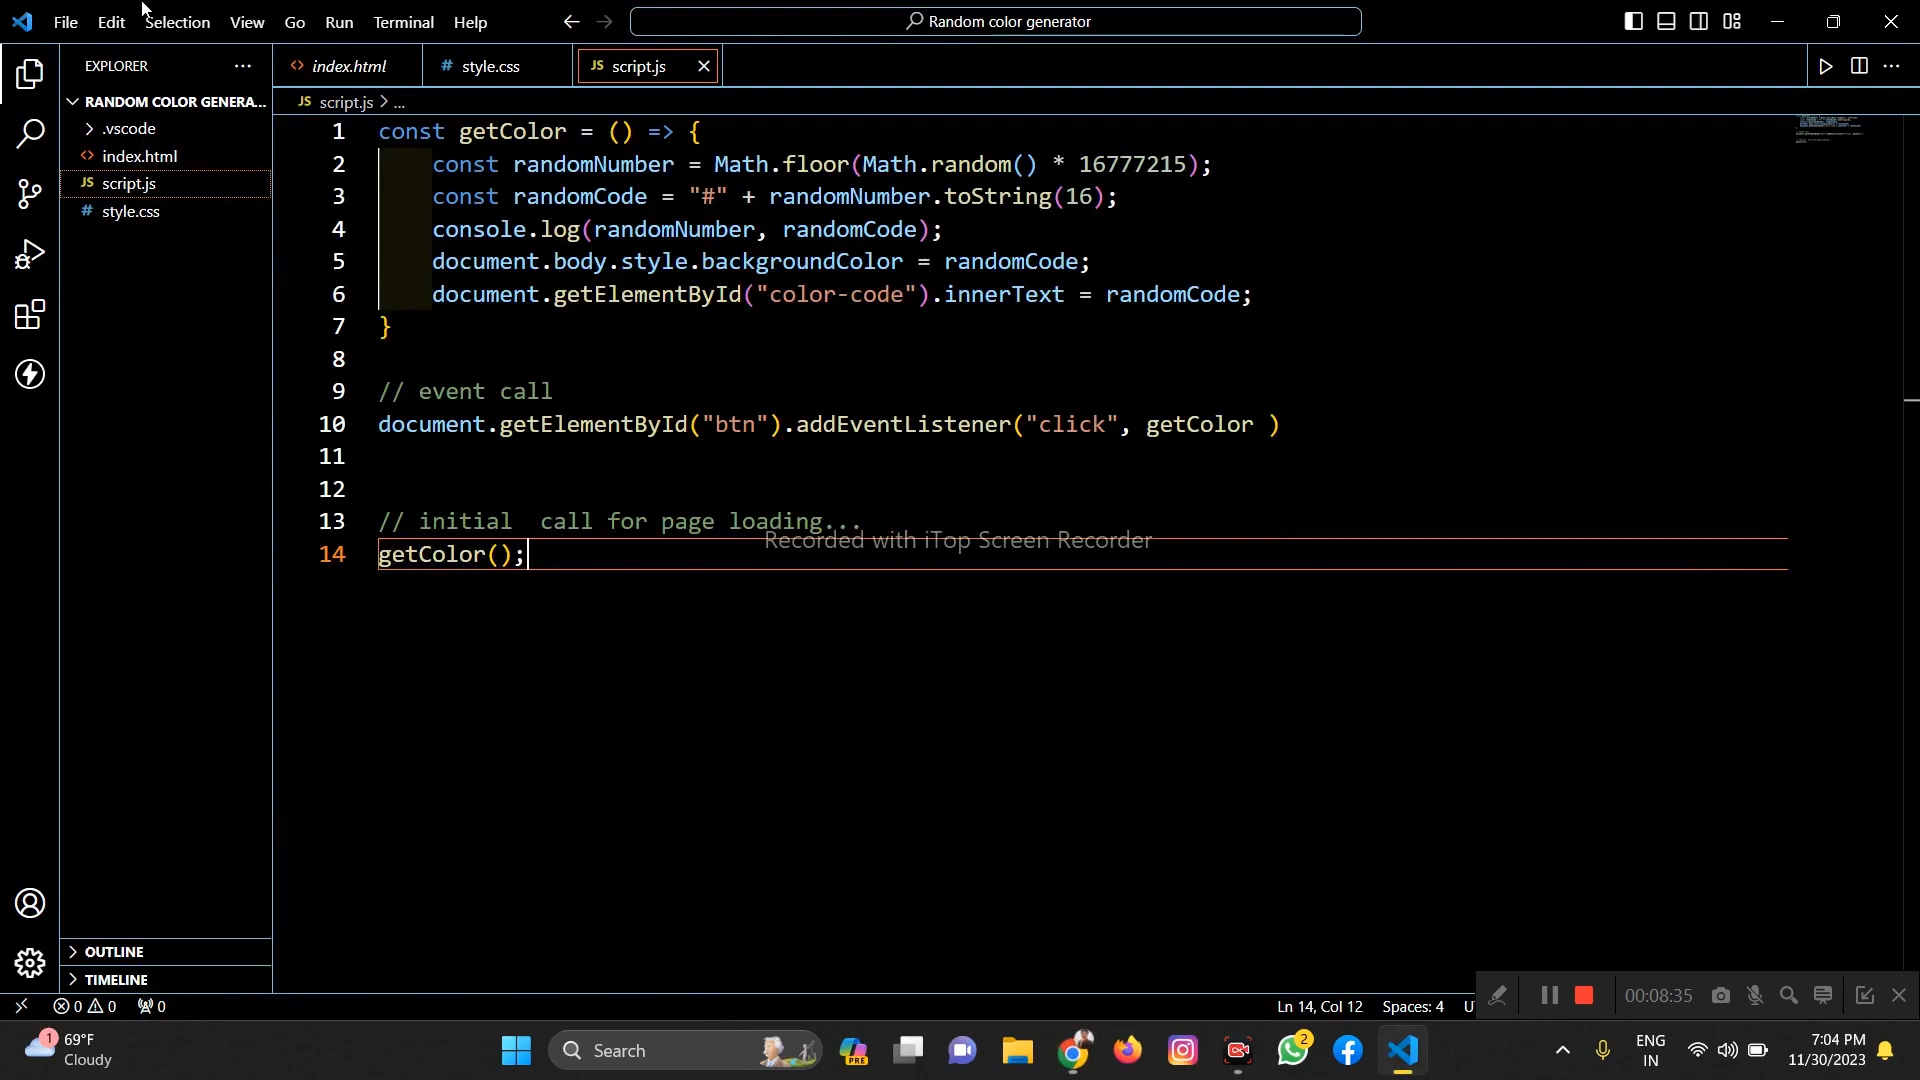 File Edit Selection View Go Run Terminal Help
Random color generator
EXPLORER ...
RANDOM COLOR GENERA...
.vscode
<> index.html
JS script.js
# style.css
<> index.html # style.css JS script.js
JS script.js > ...
1 const getColor = () => {
2 const randomNumber = Math.floor(Math.random() * 16777215);
3 const randomCode = "#" + randomNumber.toString(16);
4 console.log(randomNumber, randomCode);
5 document.body.style.backgroundColor = randomCode;
6 document.getElementById("color-code").innerText = randomCode;
7 }
8
9 // event call
10 document.getElementById("btn").addEventListener("click", getColor )
11
12
13 // initial  call for page loading...
14 getColor();
Recorded with iTop Screen Recorder
OUTLINE
TIMELINE
0 0 0
Ln 14, Col 12 Spaces: 4
00:08:35
1
69°F
Cloudy
Search
PRE
2
ENG
IN
7:04 PM
11/30/2023